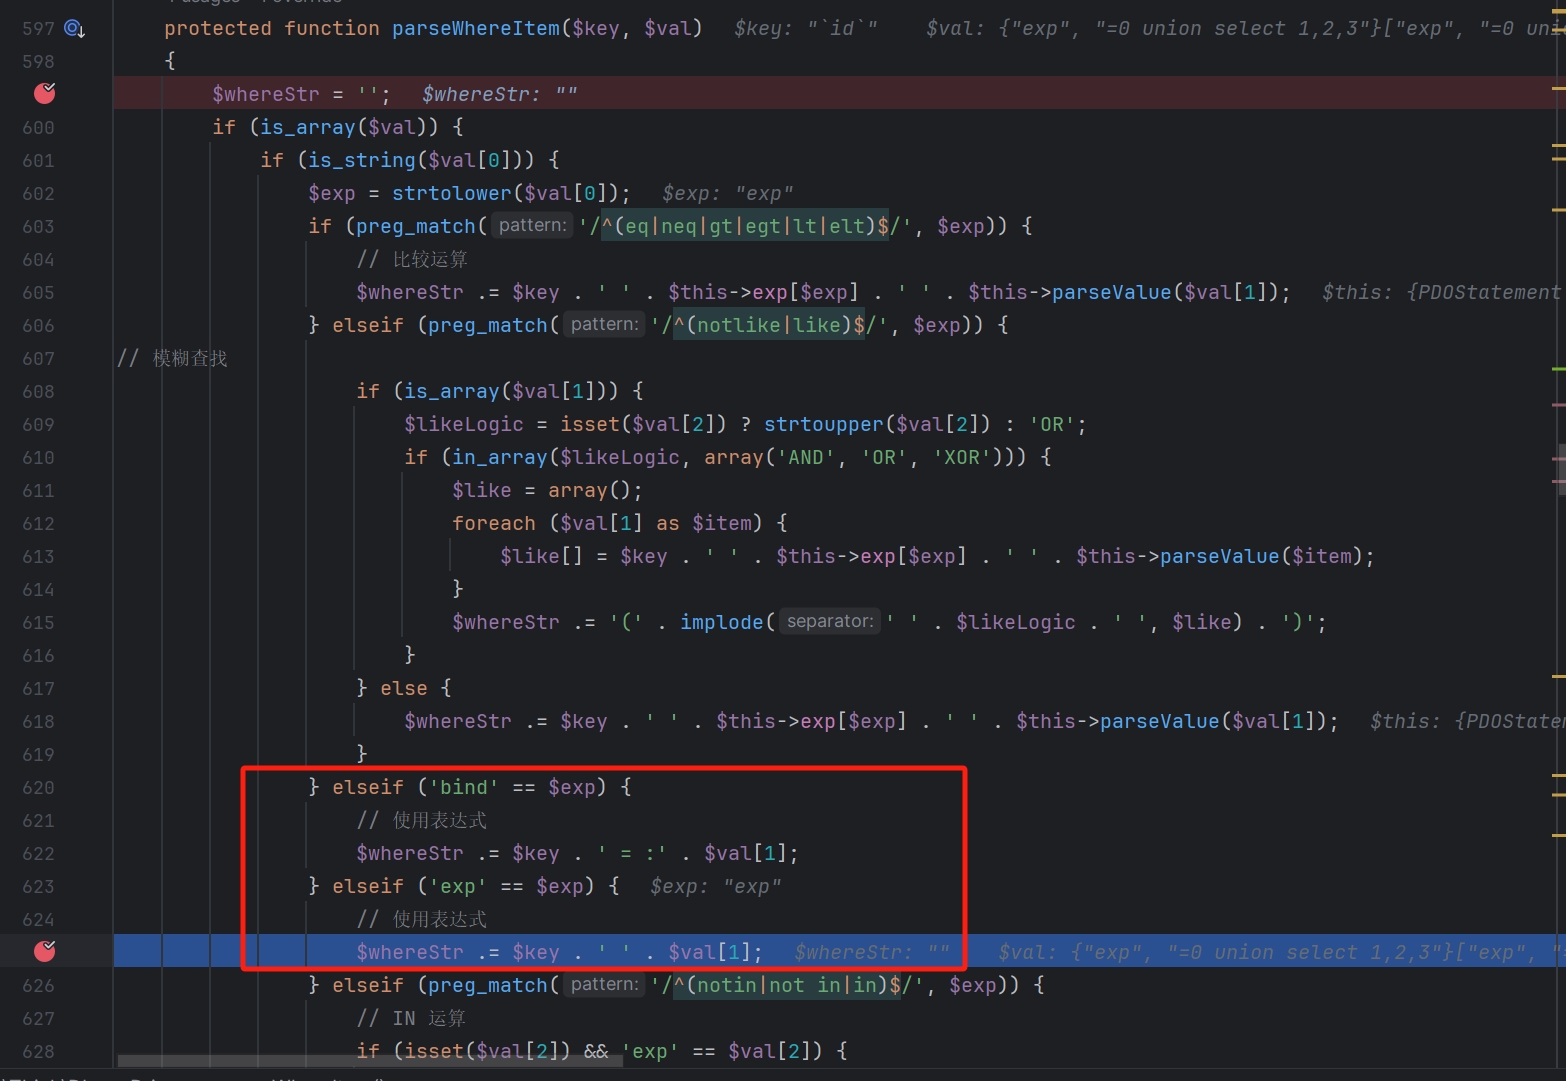 597 protected function parseWhereItem($key, $val) $key: "`id`" $val: {"exp", "=0 union select 1,2,3"}["exp", "=0 uni
598 {
$whereStr = ''; $whereStr: ""
600 if (is_array($val)) {
601 if (is_string($val[0])) {
602 $exp = strtolower($val[0]); $exp: "exp"
603 if (preg_match( pattern: '/^(eq|neq|gt|egt|lt|elt)$/', $exp)) {
604 // 比较运算
605 $whereStr .= $key . ' ' . $this->exp[$exp] . ' ' . $this->parseValue($val[1]); $this: {PDOStatement
606 } elseif (preg_match( pattern: '/^(notlike|like)$/', $exp)) {
607 // 模糊查找
608 if (is_array($val[1])) {
609 $likeLogic = isset($val[2]) ? strtoupper($val[2]) : 'OR';
610 if (in_array($likeLogic, array('AND', 'OR', 'XOR'))) {
611 $like = array();
612 foreach ($val[1] as $item) {
613 $like[] = $key . ' ' . $this->exp[$exp] . ' ' . $this->parseValue($item);
614 }
615 $whereStr .= '(' . implode( separator: ' ' . $likeLogic . ' ', $like) . ')';
616 }
617 } else {
618 $whereStr .= $key . ' ' . $this->exp[$exp] . ' ' . $this->parseValue($val[1]); $this: {PDOStatem
619 }
620 } elseif ('bind' == $exp) {
621 // 使用表达式
622 $whereStr .= $key . ' = :' . $val[1];
623 } elseif ('exp' == $exp) { $exp: "exp"
624 // 使用表达式
$whereStr .= $key . ' ' . $val[1]; $whereStr: "" $val: {"exp", "=0 union select 1,2,3"}["exp", "=
626 } elseif (preg_match( pattern: '/^(notin|not in|in)$/', $exp)) {
627 // IN 运算
628 if (isset($val[2]) && 'exp' == $val[2]) {